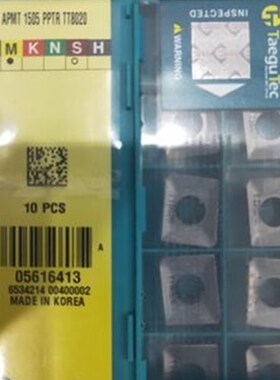 APMT 1505 PPTR TT8020
M K N S H
10 PCS
A
05616413
6534214 00400002
MADE IN KOREA
INSPECTED
WARNING
TaeguTec